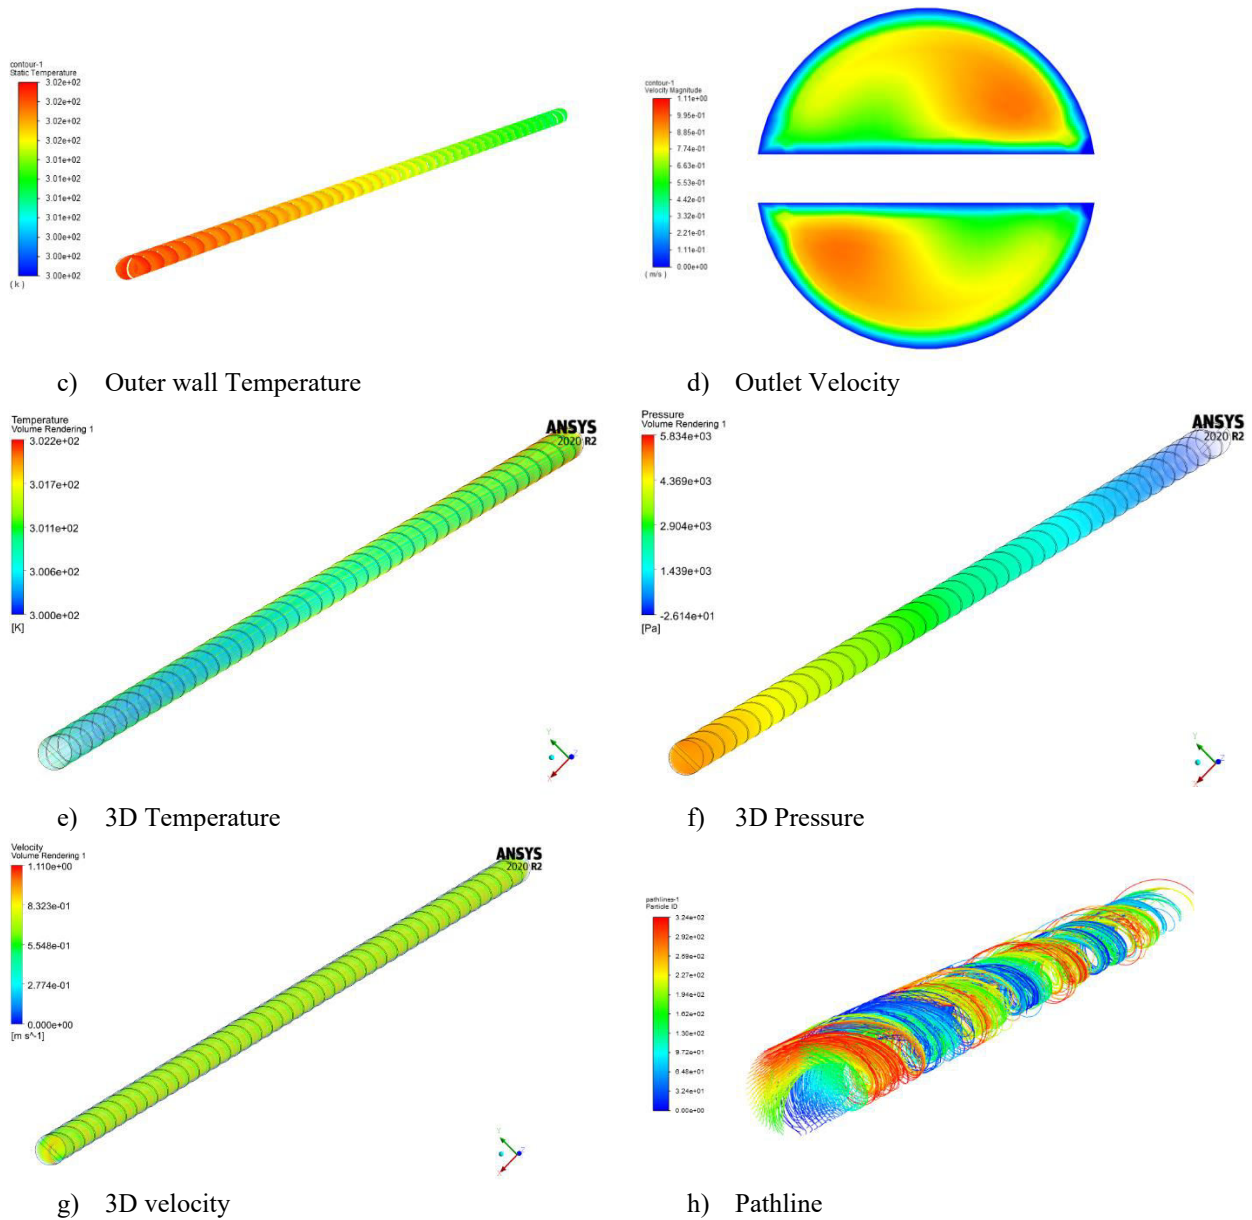 contour-1
Static Temperature
3.02e+02
3.02e+02
3.02e+02
3.02e+02
3.01e+02
3.01e+02
3.01e+02
3.01e+02
3.00e+02
3.00e+02
3.00e+02
( k )
contour-1
Velocity Magnitude
1.11e+00
9.95e-01
8.85e-01
7.74e-01
6.63e-01
5.53e-01
4.42e-01
3.32e-01
2.21e-01
1.11e-01
0.00e+00
( m/s )
c) Outer wall Temperature
d) Outlet Velocity
Temperature
Volume Rendering 1
3.022e+02
3.017e+02
3.011e+02
3.006e+02
3.000e+02
[K]
ANSYS
2020 R2
Y
Z
X
Pressure
Volume Rendering 1
5.834e+03
4.369e+03
2.904e+03
1.439e+03
-2.614e+01
[Pa]
ANSYS
2020 R2
Y
Z
X
e) 3D Temperature
f) 3D Pressure
Velocity
Volume Rendering 1
1.110e+00
8.323e-01
5.548e-01
2.774e-01
0.000e+00
[m s^-1]
ANSYS
2020 R2
Y
Z
X
pathlines-1
Particle ID
3.24e+02
2.92e+02
2.59e+02
2.27e+02
1.94e+02
1.62e+02
1.30e+02
9.72e+01
6.48e+01
3.24e+01
0.00e+00
g) 3D velocity
h) Pathline